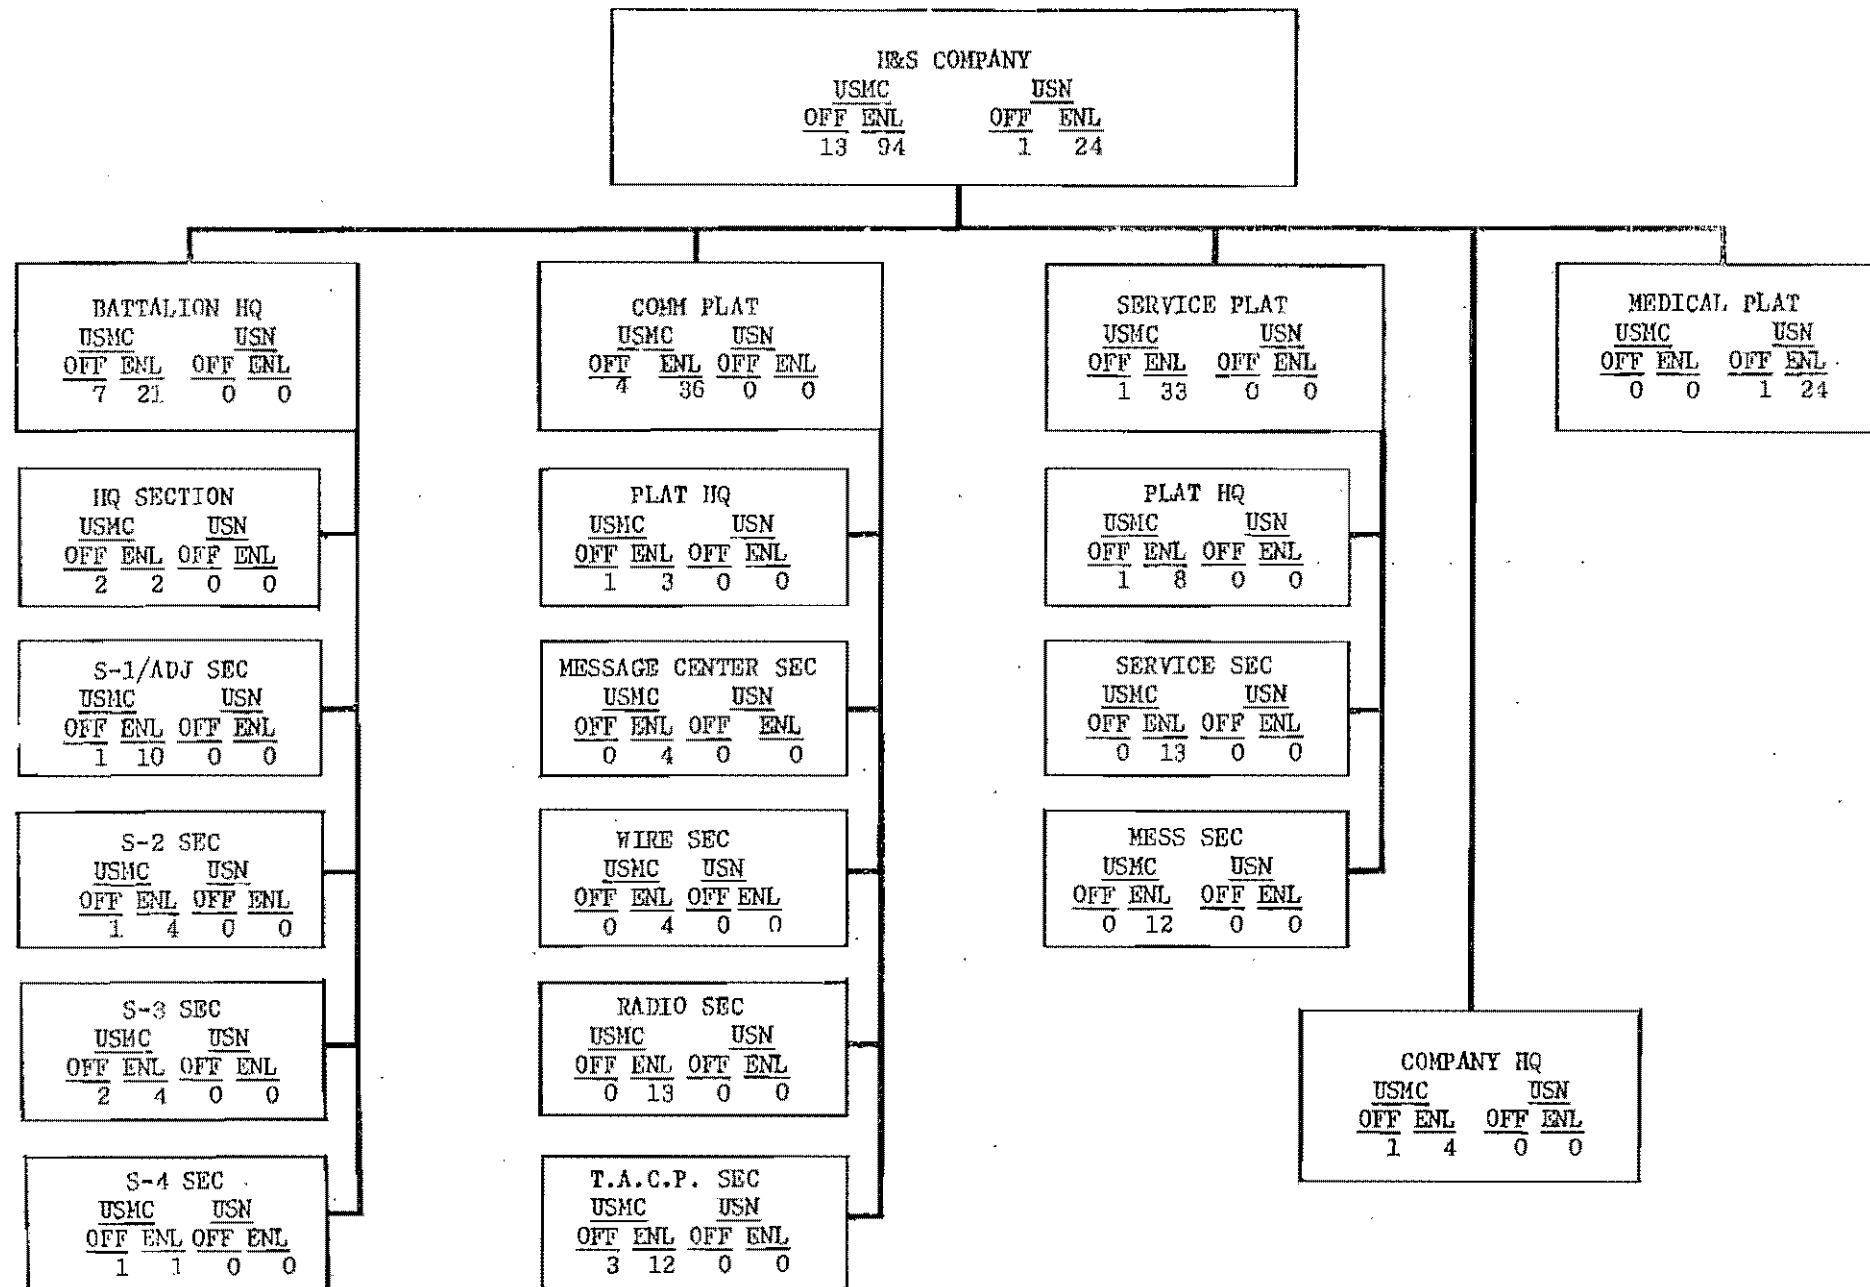 H&S COMPANY
USMC USN
OFF ENL OFF ENL
13 94 1 24
BATTALION HQ
USMC USN
OFF ENL OFF ENL
7 21 0 0
HQ SECTION
USMC USN
OFF ENL OFF ENL
2 2 0 0
S-1/ADJ SEC
USMC USN
OFF ENL OFF ENL
1 10 0 0
S-2 SEC
USMC USN
OFF ENL OFF ENL
1 4 0 0
S-3 SEC
USMC USN
OFF ENL OFF ENL
2 4 0 0
S-4 SEC
USMC USN
OFF ENL OFF ENL
1 1 0 0
COMM PLAT
USMC USN
OFF ENL OFF ENL
4 36 0 0
PLAT HQ
USMC USN
OFF ENL OFF ENL
1 3 0 0
MESSAGE CENTER SEC
USMC USN
OFF ENL OFF ENL
0 4 0 0
WIRE SEC
USMC USN
OFF ENL OFF ENL
0 4 0 0
RADIO SEC
USMC USN
OFF ENL OFF ENL
0 13 0 0
T.A.C.P. SEC
USMC USN
OFF ENL OFF ENL
3 12 0 0
SERVICE PLAT
USMC USN
OFF ENL OFF ENL
1 33 0 0
PLAT HQ
USMC USN
OFF ENL OFF ENL
1 8 0 0
SERVICE SEC
USMC USN
OFF ENL OFF ENL
0 13 0 0
MESS SEC
USMC USN
OFF ENL OFF ENL
0 12 0 0
COMPANY HQ
USMC USN
OFF ENL OFF ENL
1 4 0 0
MEDICAL PLAT
USMC USN
OFF ENL OFF ENL
0 0 1 24